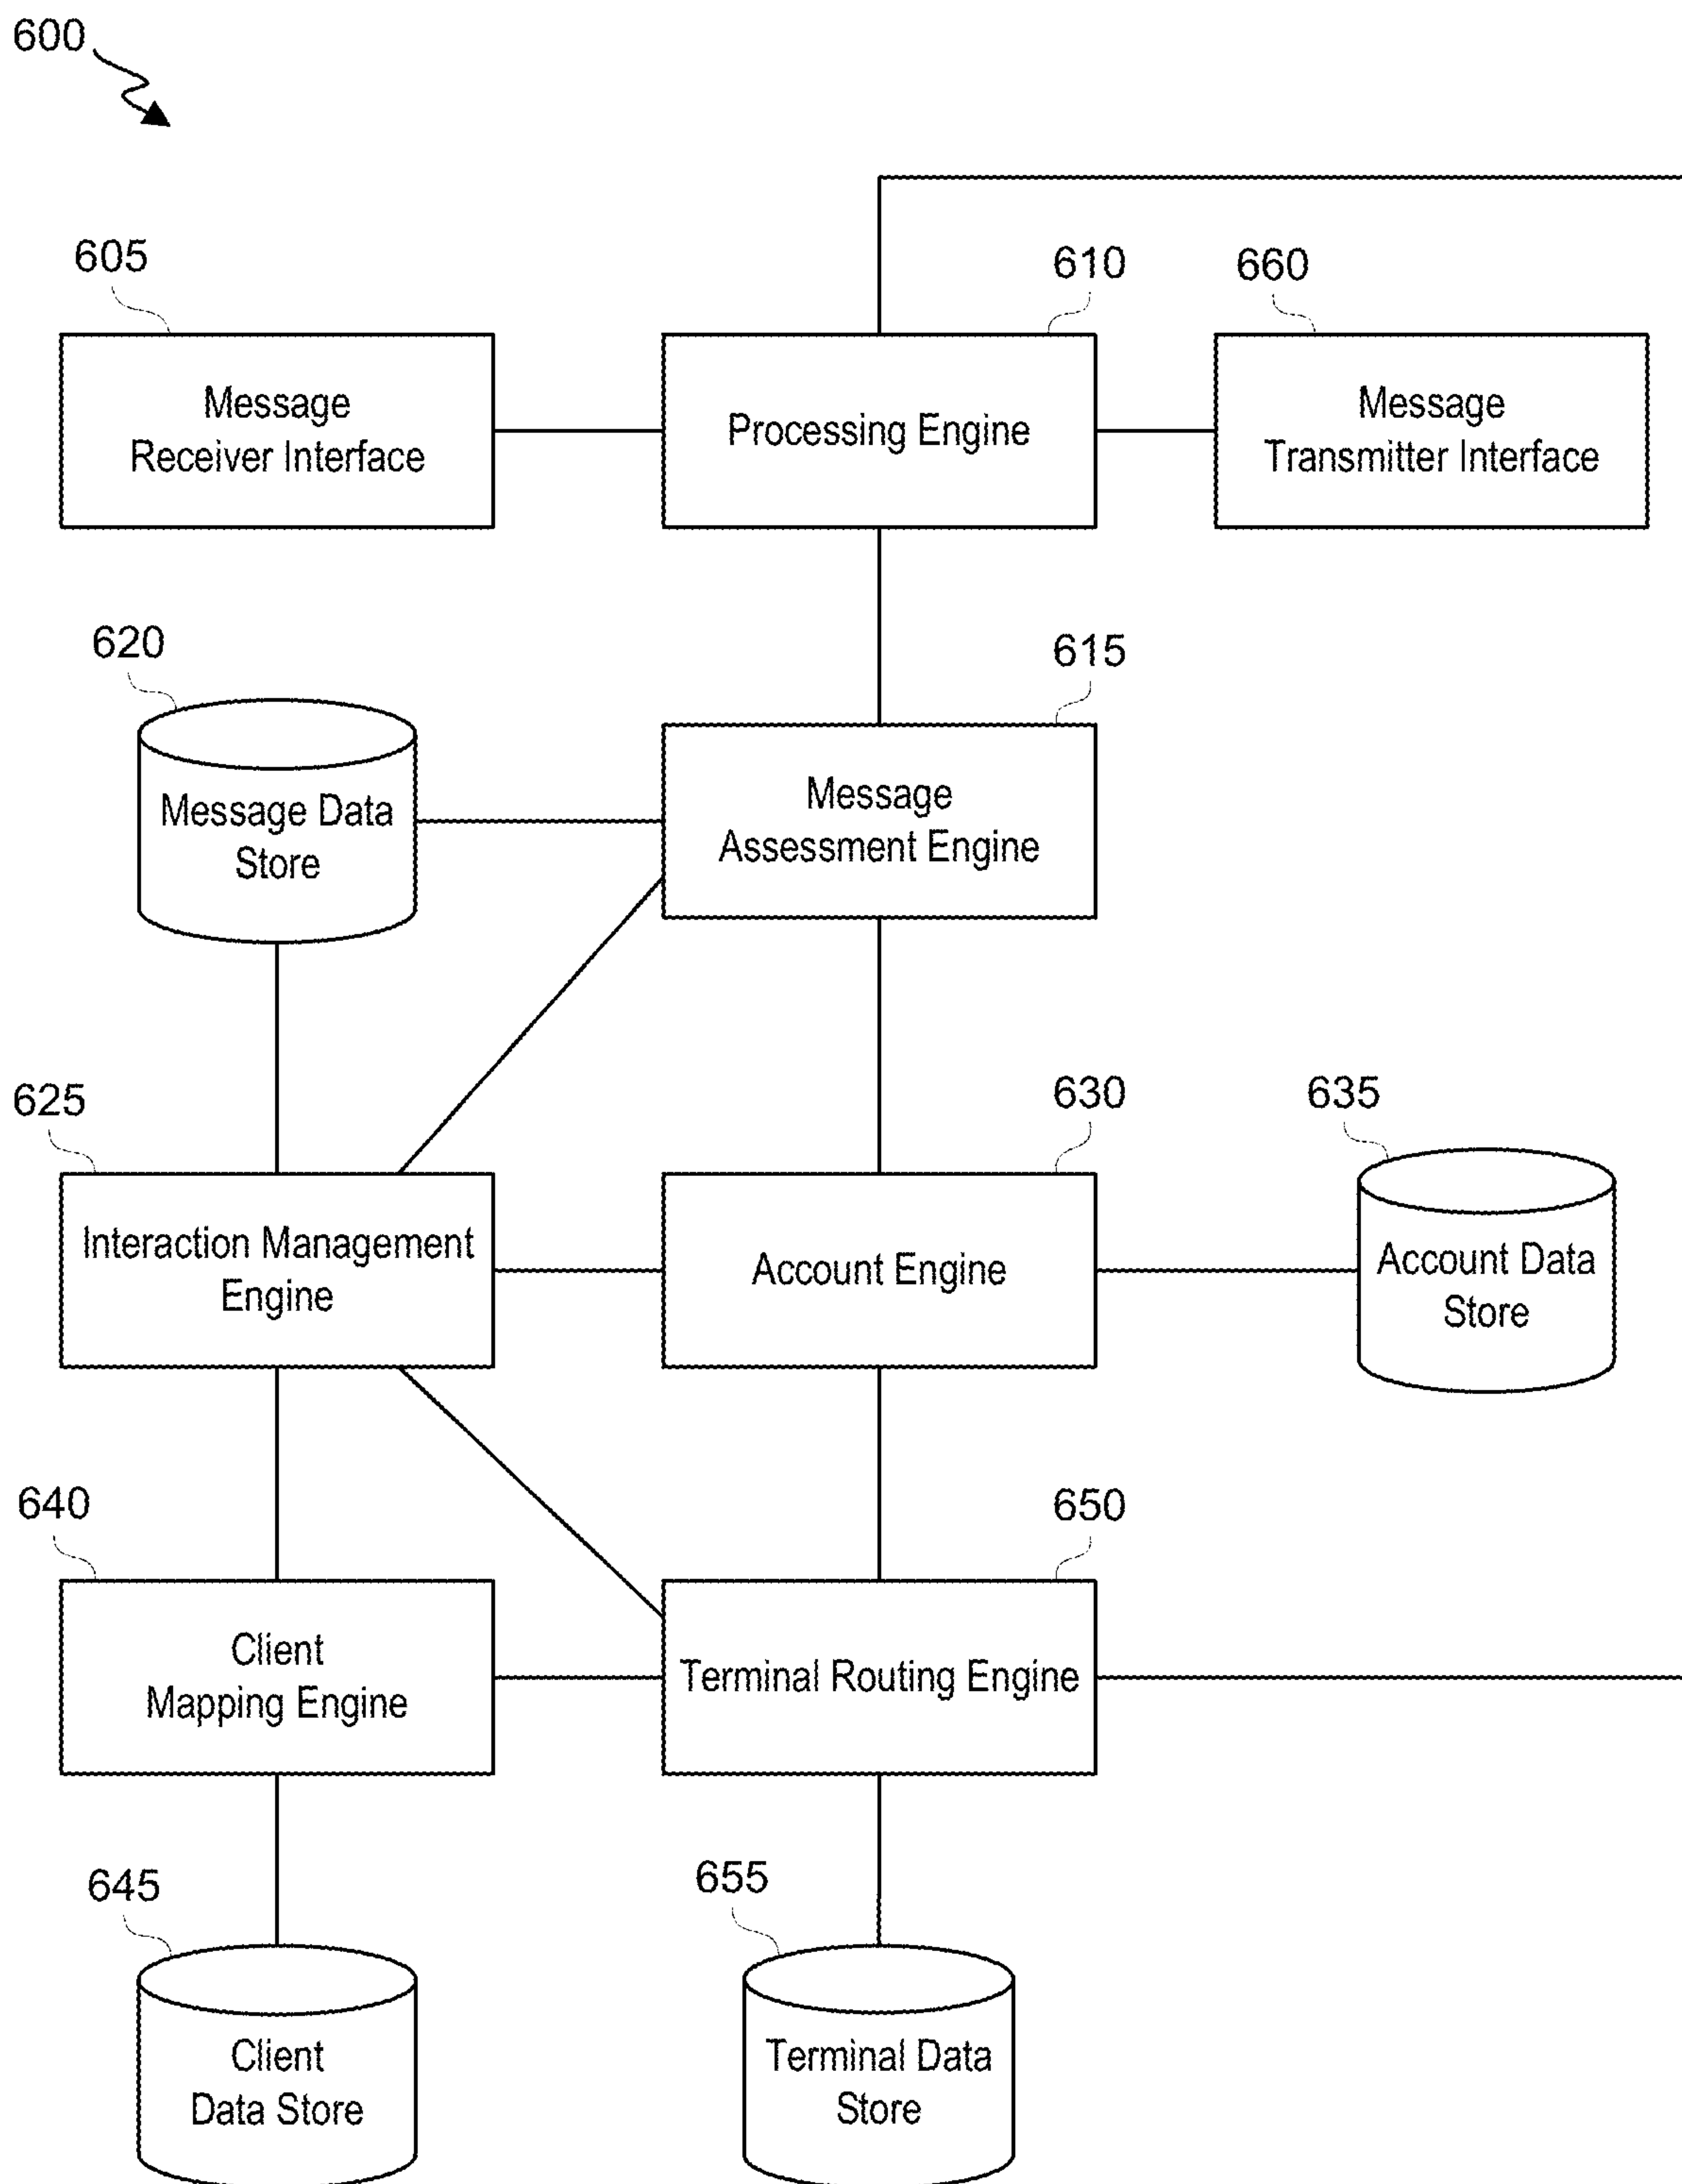 600
605
610
660
Message
Receiver Interface
Processing Engine
Message
Transmitter Interface
620
615
Message Data
Store
Message
Assessment Engine
625
630
635
Interaction Management
Engine
Account Engine
Account Data
Store
640
650
Client
Mapping Engine
Terminal Routing Engine
645
655
Client
Data Store
Terminal Data
Store